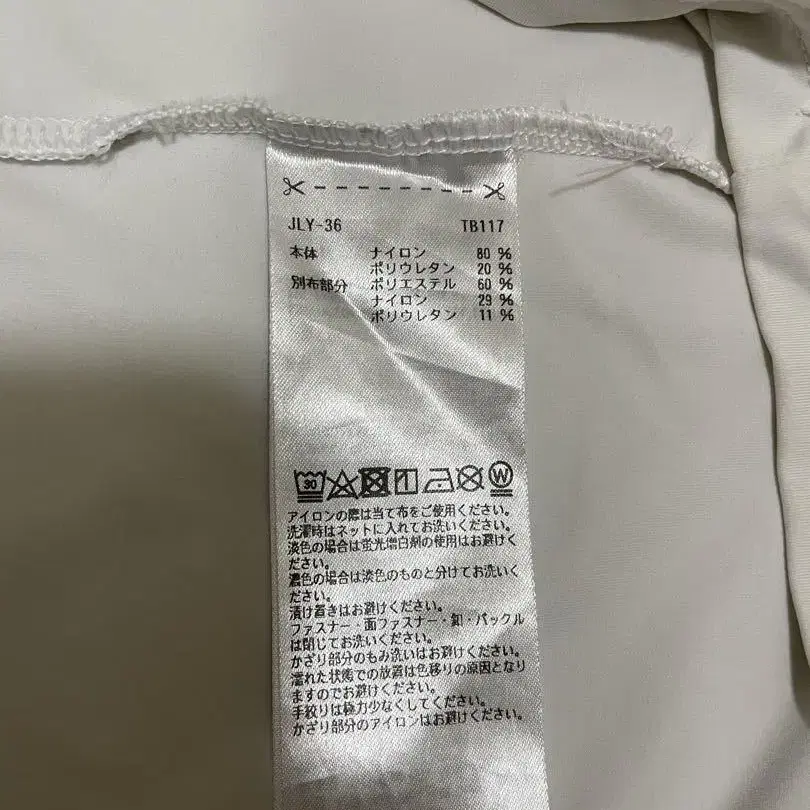 JLY-36 TB117
本体 ナイロン 80 %
ポリウレタン 20 %
別布部分 ポリエステル 60 %
ナイロン 29 %
ポリウレタン 11 %
30
W
アイロンの際は当て布をご使用ください。
洗濯時はネットに入れてお洗いください。
淡色の場合は蛍光増白剤の使用はお避けく
ださい。
濃色の場合は淡色のものと分けてお洗いく
ださい。
漬け置きはお避けください。
ファスナー・面ファスナー・釦・バックル
は閉じてお洗いください。
かざり部分のもみ洗いはお避けください。
濡れた状態での放置は色移りの原因となり
ますのでお避けください。
手絞りは極力少なくしてください。
かざり部分のアイロンはお避けください。